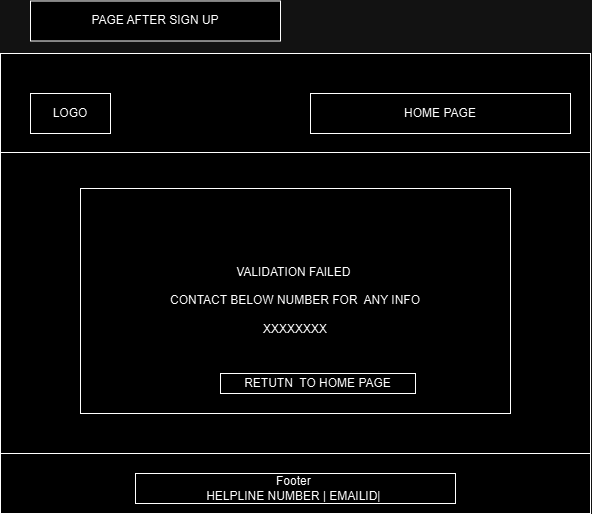 PAGE AFTER SIGN UP
LOGO
HOME PAGE
VALIDATION FAILED
CONTACT BELOW NUMBER FOR  ANY INFO
XXXXXXXX
RETUTN  TO HOME PAGE
Footer
HELPLINE NUMBER | EMAILID|